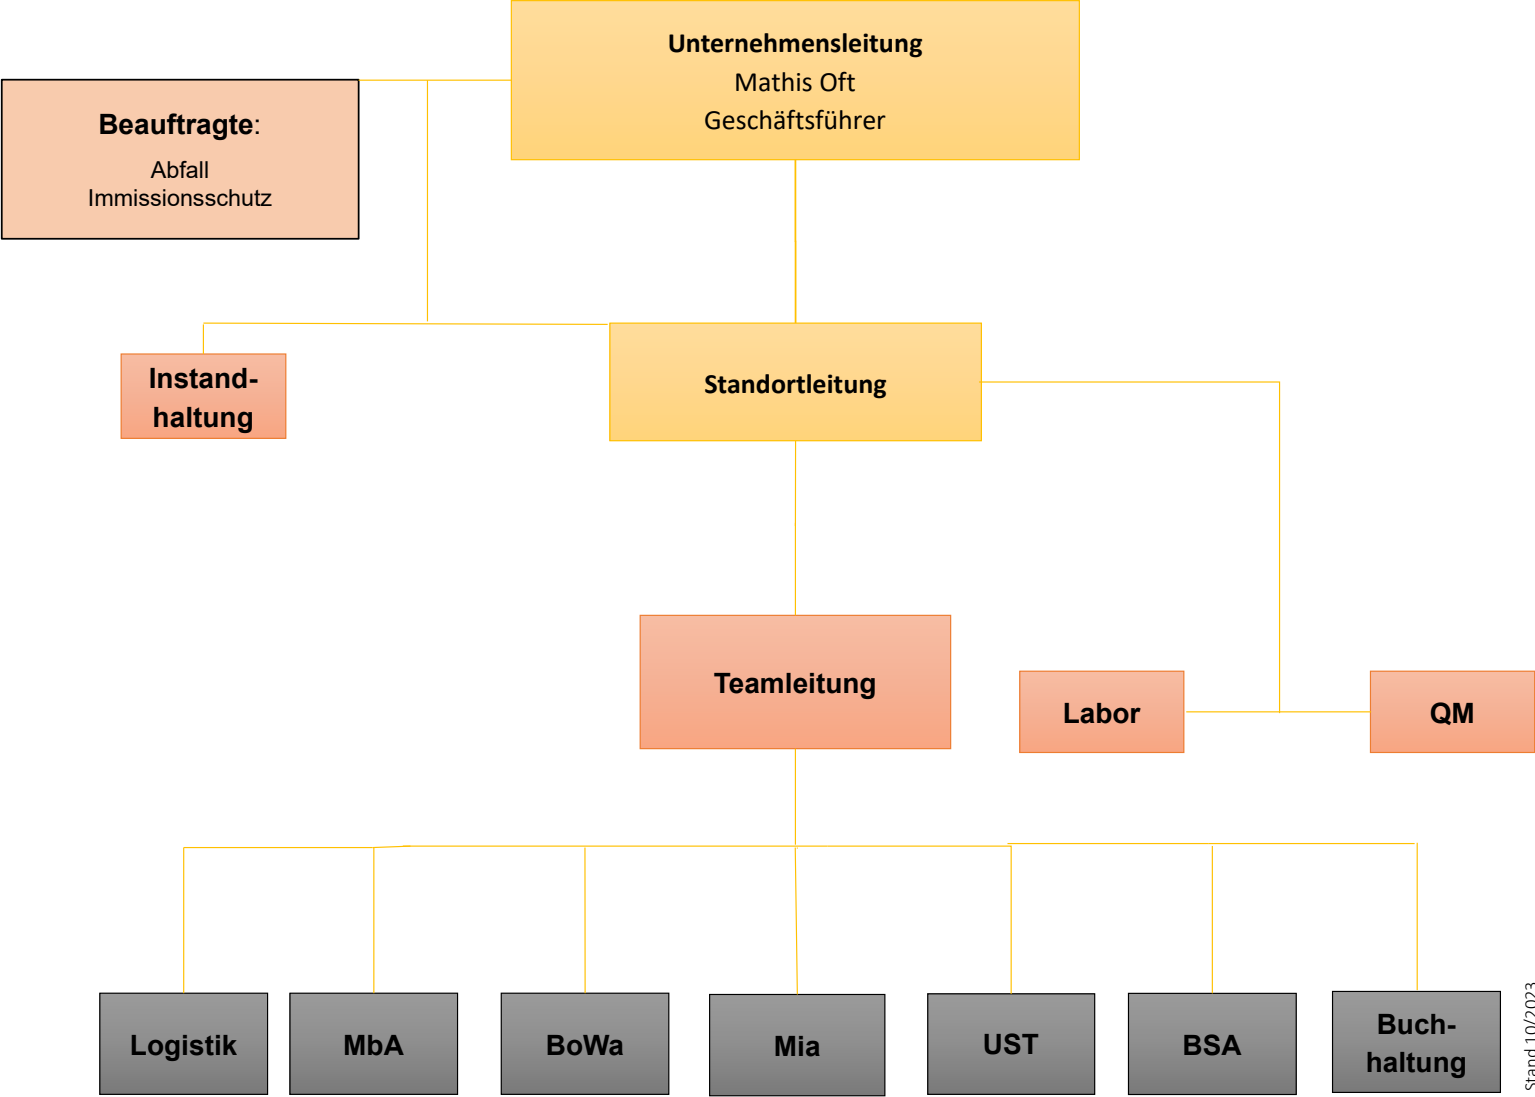 Unternehmensleitung
Mathis Oft
Geschäftsführer
Beauftragte:
Abfall
Immissionsschutz
Instand-
haltung
Standortleitung
Teamleitung
Labor
QM
Logistik
MbA
BoWa
Mia
UST
BSA
Buch-
haltung
Stand 10/2023